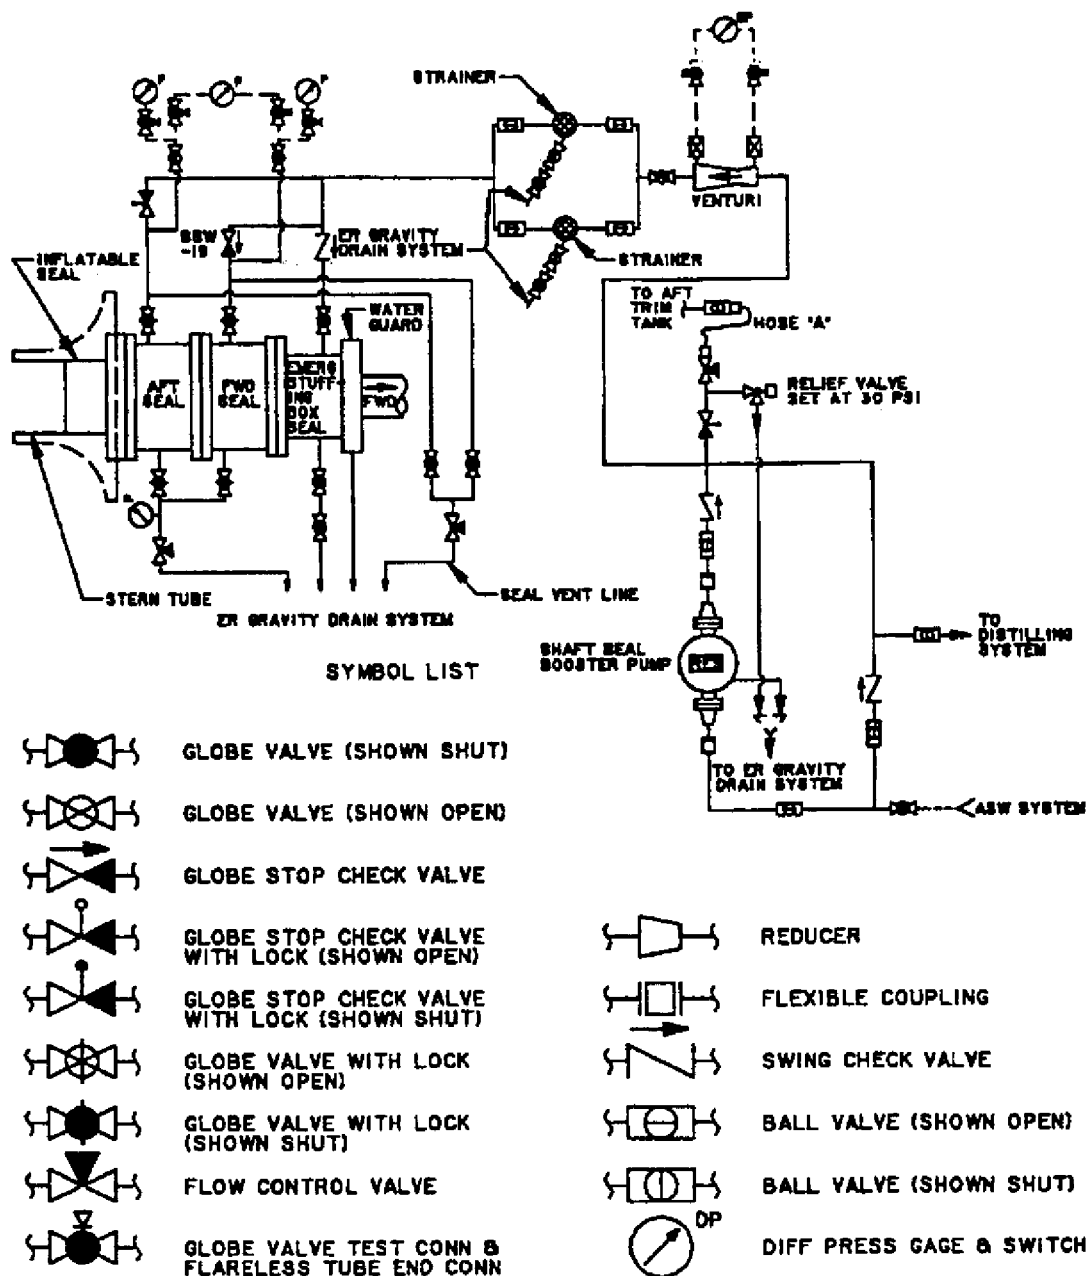 DP
STRAINER
P
P
P
VENTURI
SSW
-19
ER GRAVITY
DRAIN SYSTEM
STRAINER
INFLATABLE
SEAL
WATER
GUARD
TO AFT
TRIM
TANK
HOSE "A"
AFT
SEAL
FWD
SEAL
EMERG
STUFF-
ING
BOX
SEAL
FWD
RELIEF VALVE
SET AT 30 PSI
P
STERN TUBE
SEAL VENT LINE
ER GRAVITY DRAIN SYSTEM
SHAFT SEAL
BOOSTER PUMP
TO
DISTILLING
SYSTEM
TO ER GRAVITY
DRAIN SYSTEM
ASW SYSTEM
SYMBOL LIST
GLOBE VALVE (SHOWN SHUT)
GLOBE VALVE (SHOWN OPEN)
GLOBE STOP CHECK VALVE
GLOBE STOP CHECK VALVE
WITH LOCK (SHOWN OPEN)
GLOBE STOP CHECK VALVE
WITH LOCK (SHOWN SHUT)
GLOBE VALVE WITH LOCK
(SHOWN OPEN)
GLOBE VALVE WITH LOCK
(SHOWN SHUT)
FLOW CONTROL VALVE
GLOBE VALVE TEST CONN &
FLARELESS TUBE END CONN
REDUCER
FLEXIBLE COUPLING
SWING CHECK VALVE
BALL VALVE (SHOWN OPEN)
BALL VALVE (SHOWN SHUT)
DP
DIFF PRESS GAGE & SWITCH